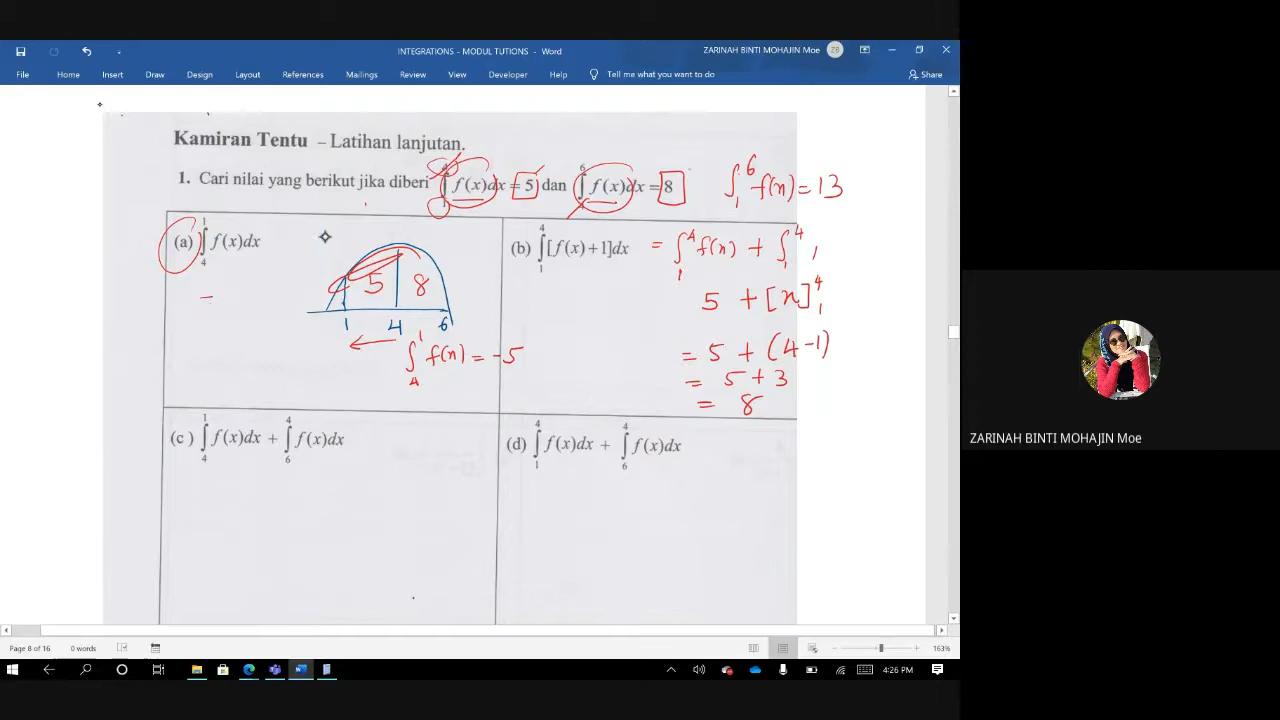 INTEGRATIONS - MODUL TUTIONS - Word
ZARINAH BINTI MOHAJIN Moe ZB
File Home Insert Draw Design Layout References Mailings Review View Developer Help Tell me what you want to do Share
Kamiran Tentu – Latihan lanjutan.
1. Cari nilai yang berikut jika diberi ∫₁⁴ f(x)dx = 5 dan ∫₄⁶ f(x)dx = 8
∫₁⁶ f(x) = 13
(a) ∫₄¹ f(x)dx
5 8
1 4 6
∫₄¹ f(x) = -5
(b) ∫₁⁴ [f(x)+1]dx = ∫₁⁴ f(x) + ∫₁⁴ 1
5 + [x]₁⁴
= 5 + (4-1)
= 5 + 3
= 8
(c) ∫₄¹ f(x)dx + ∫₆⁴ f(x)dx
(d) ∫₁⁴ f(x)dx + ∫₆⁴ f(x)dx
ZARINAH BINTI MOHAJIN Moe
Page 8 of 16 0 words 163%
4:26 PM